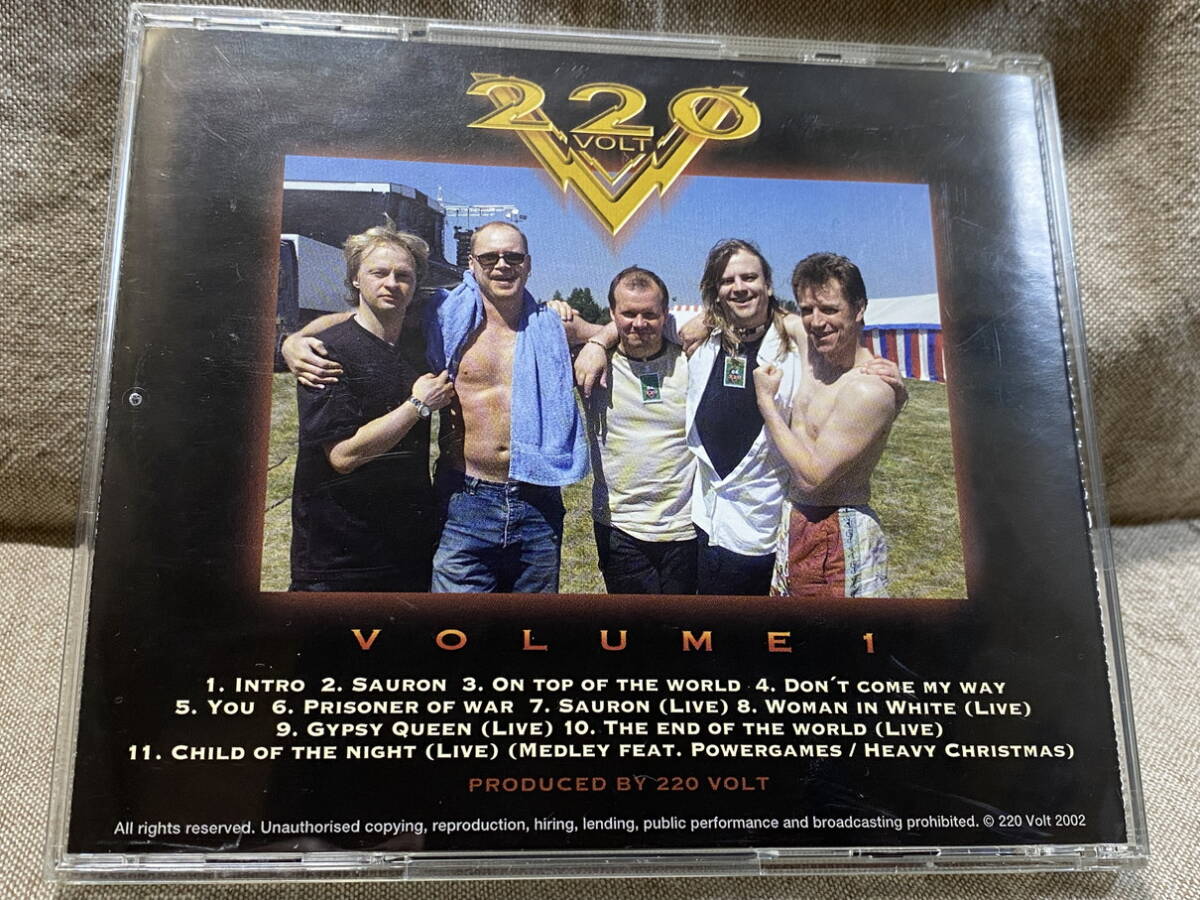 220
VOLT
VOLUME 1
1. INTRO 2. SAURON 3. ON TOP OF THE WORLD 4. DON´T COME MY WAY
5. YOU 6. PRISONER OF WAR 7. SAURON (LIVE) 8. WOMAN IN WHITE (LIVE)
9. GYPSY QUEEN (LIVE) 10. THE END OF THE WORLD (LIVE)
11. CHILD OF THE NIGHT (LIVE) (MEDLEY FEAT. POWERGAMES / HEAVY CHRISTMAS)
PRODUCED BY 220 VOLT
All rights reserved. Unauthorised copying, reproduction, hiring, lending, public performance and broadcasting prohibited. © 220 Volt 2002